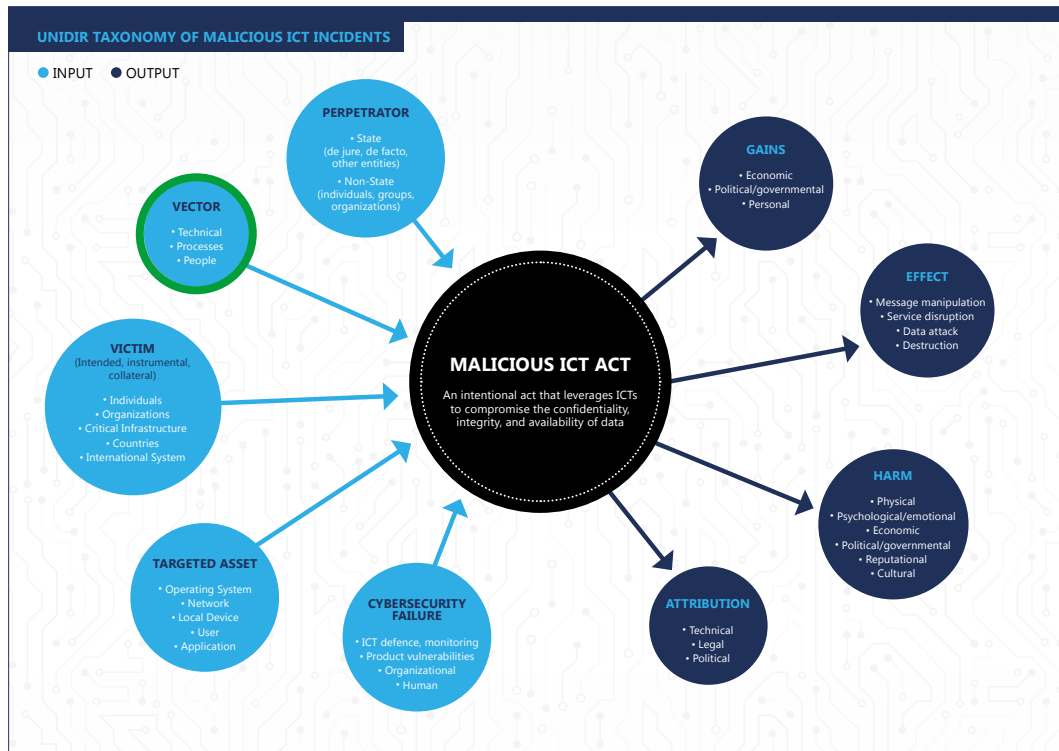 UNIDIR TAXONOMY OF MALICIOUS ICT INCIDENTS
INPUT
OUTPUT
PERPETRATOR
• State
(de jure, de facto,
other entities)
• Non-State
(individuals, groups,
organizations)
VECTOR
• Technical
• Processes
• People
VICTIM
(Intended, instrumental,
collateral)
• Individuals
• Organizations
• Critical Infrastructure
• Countries
• International System
TARGETED ASSET
• Operating System
• Network
• Local Device
• User
• Application
CYBERSECURITY
FAILURE
• ICT defence, monitoring
• Product vulnerabilities
• Organizational
• Human
MALICIOUS ICT ACT
An intentional act that leverages ICTs
to compromise the confidentiality,
integrity, and availability of data
GAINS
• Economic
• Political/governmental
• Personal
EFFECT
• Message manipulation
• Service disruption
• Data attack
• Destruction
HARM
• Physical
• Psychological/emotional
• Economic
• Political/governmental
• Reputational
• Cultural
ATTRIBUTION
• Technical
• Legal
• Political